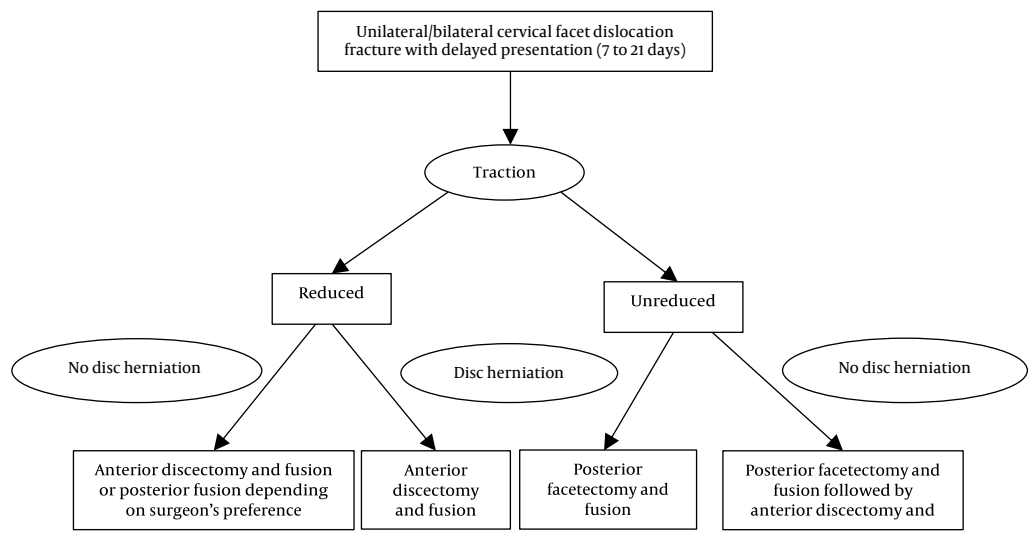 Unilateral/bilateral cervical facet dislocation
fracture with delayed presentation (7 to 21 days)
Traction
Reduced
Unreduced
No disc herniation
Disc herniation
No disc herniation
Anterior discectomy and fusion
or posterior fusion depending
on surgeon's preference
Anterior
discectomy
and fusion
Posterior
facetectomy and
fusion
Posterior facetectomy and
fusion followed by
anterior discectomy and